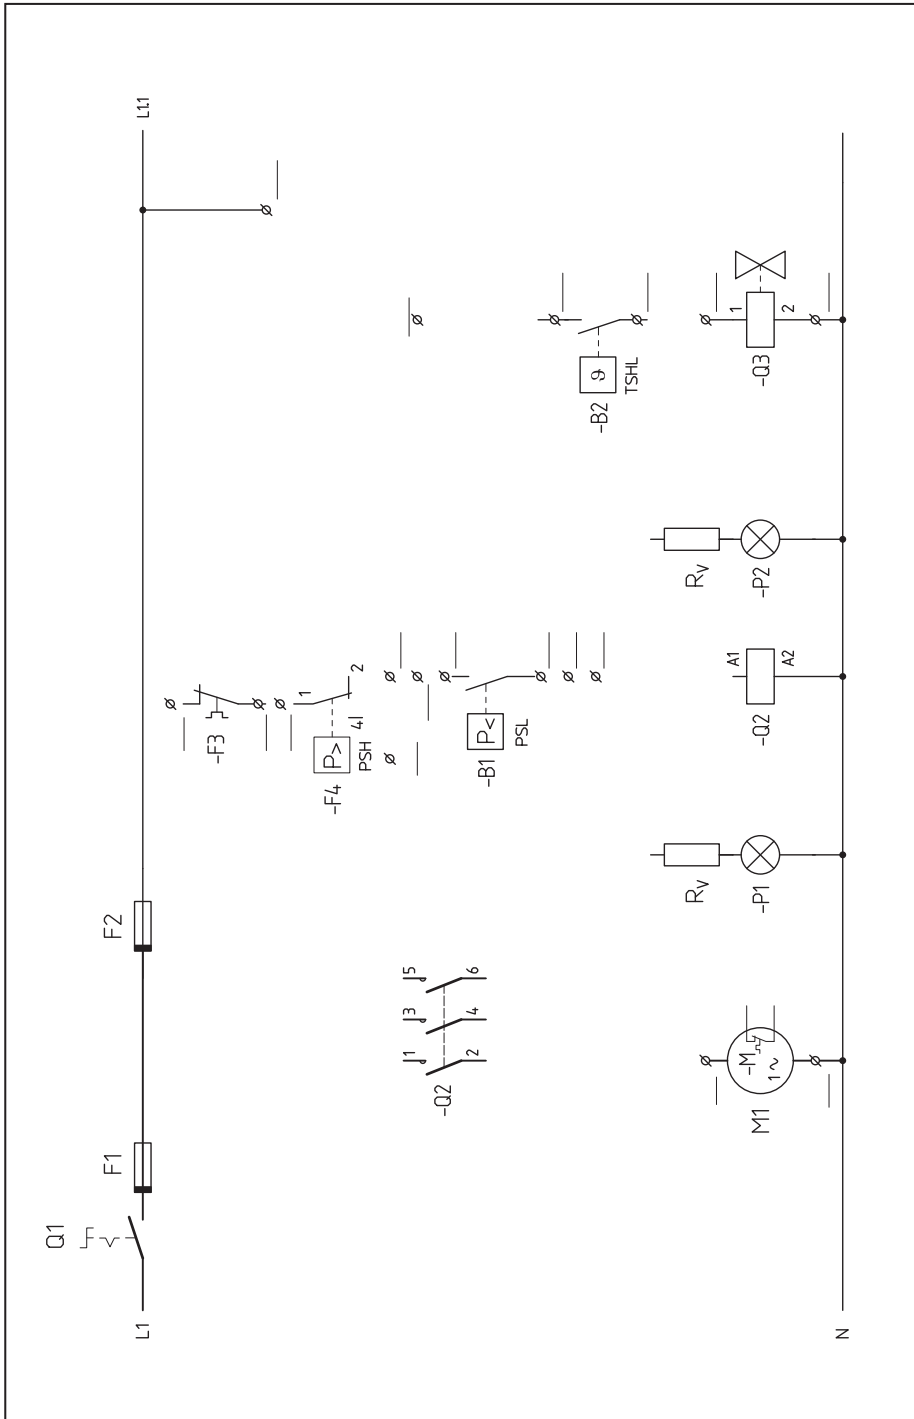 Q1
F1
F2
L1
L1.1
-F3
1
-F4
P>
PSH
4
2
1
3
5
-Q2
2
4
6
-B1
P<
PSL
-B2
ϑ
TSHL
Rv
Rv
-M
1~
M1
-P1
A1
-Q2
A2
-P2
1
-Q3
2
N